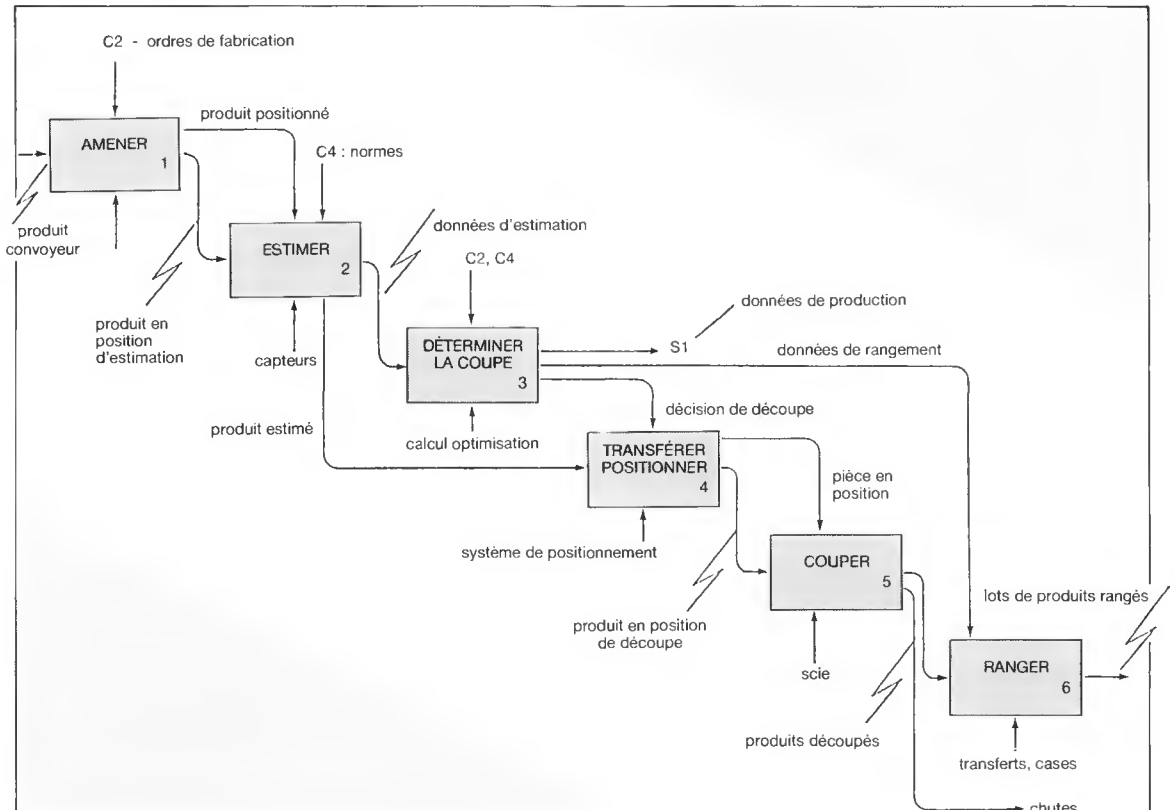 C2 - ordres de fabrication
produit positionné
AMENER
1
C4 : normes
produit
convoyeur
données d'estimation
ESTIMER
2
C2, C4
produit en
position
d'estimation
capteurs
données de production
DÉTERMINER
LA COUPE
3
S1
données de rangement
produit estimé
calcul optimisation
décision de découpe
TRANSFÉRER
POSITIONNER
4
pièce en
position
système de positionnement
COUPER
5
produit en position
de découpe
lots de produits rangés
scie
RANGER
6
produits découpés
transferts, cases
chutes